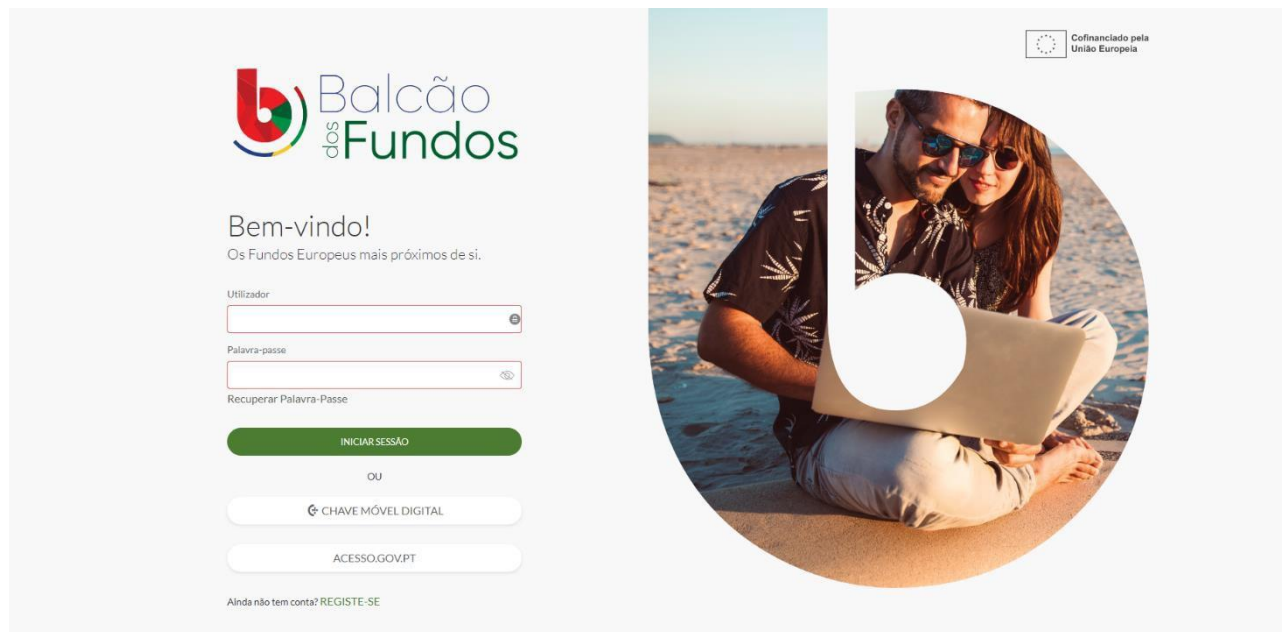 Cofinanciado pela
União Europeia
Balcão
dos Fundos
Bem-vindo!
Os Fundos Europeus mais próximos de si.
Utilizador
Palavra-passe
Recuperar Palavra-Passe
INICIAR SESSÃO
OU
CHAVE MÓVEL DIGITAL
ACESSO.GOV.PT
Ainda não tem conta? REGISTE-SE